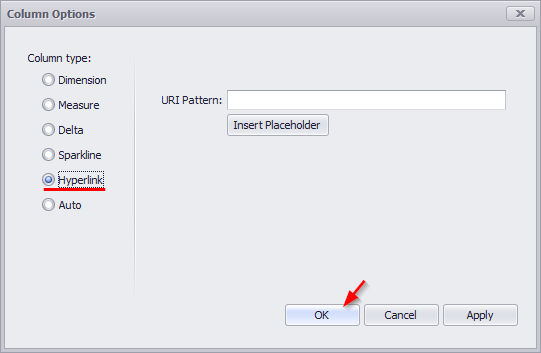 Column Options
Column type:
Dimension
Measure
Delta
Sparkline
Hyperlink
Auto
URI Pattern:
Insert Placeholder
OK
Cancel
Apply